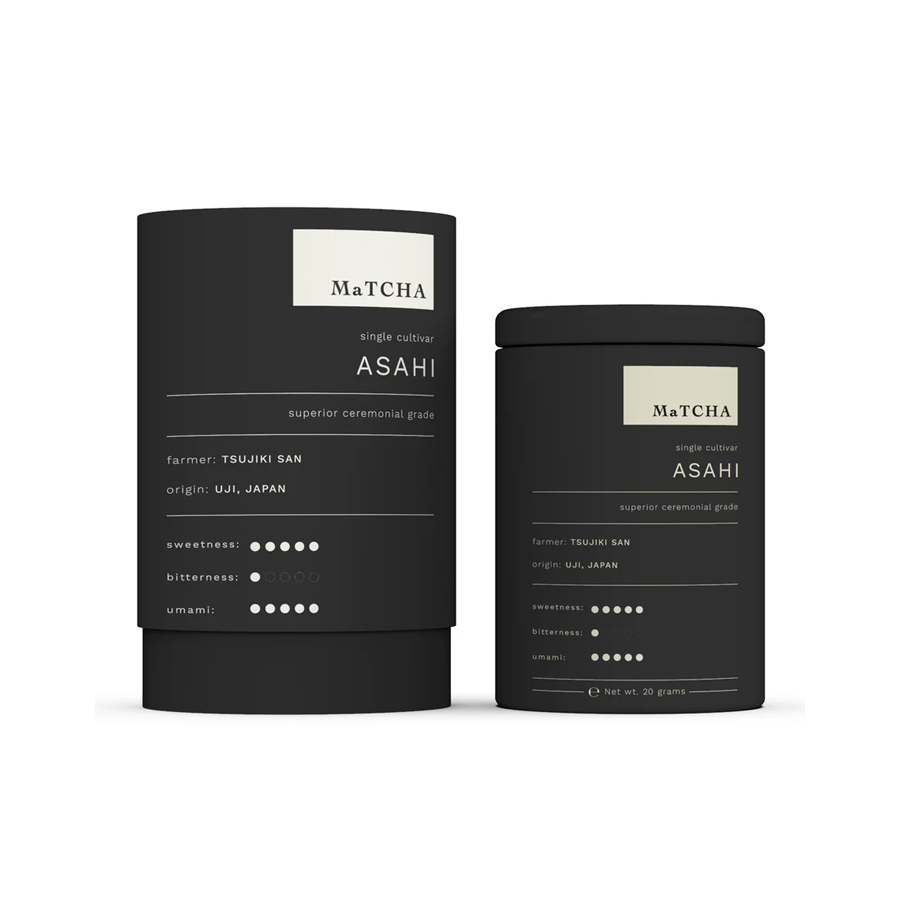 MaTCHA
single cultivar
ASAHI
superior ceremonial grade
farmer: TSUJIKI SAN
origin: UJI, JAPAN
sweetness:
bitterness:
umami:
MaTCHA
single cultivar
ASAHI
superior ceremonial grade
farmer: TSUJIKI SAN
origin: UJI, JAPAN
sweetness:
bitterness:
umami:
℮ Net wt. 20 grams